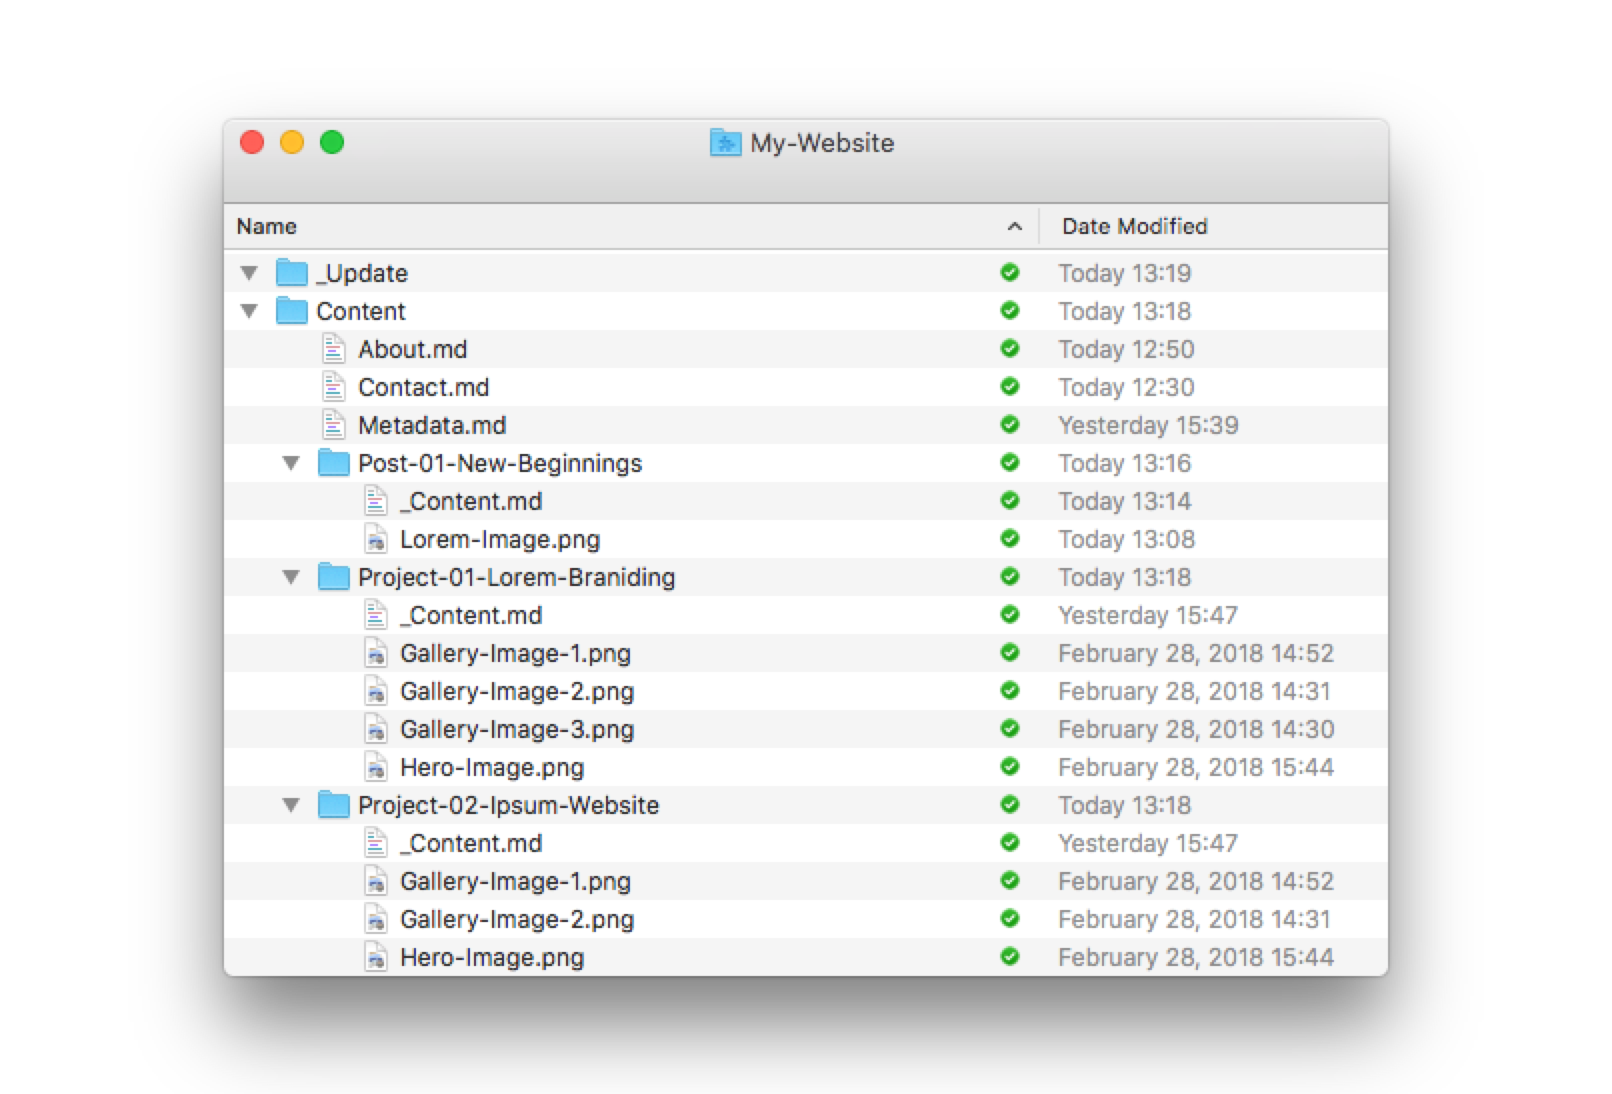 My-Website
Name Date Modified
_Update Today 13:19
Content Today 13:18
About.md Today 12:50
Contact.md Today 12:30
Metadata.md Yesterday 15:39
Post-01-New-Beginnings Today 13:16
_Content.md Today 13:14
Lorem-Image.png Today 13:08
Project-01-Lorem-Braniding Today 13:18
_Content.md Yesterday 15:47
Gallery-Image-1.png February 28, 2018 14:52
Gallery-Image-2.png February 28, 2018 14:31
Gallery-Image-3.png February 28, 2018 14:30
Hero-Image.png February 28, 2018 15:44
Project-02-Ipsum-Website Today 13:18
_Content.md Yesterday 15:47
Gallery-Image-1.png February 28, 2018 14:52
Gallery-Image-2.png February 28, 2018 14:31
Hero-Image.png February 28, 2018 15:44